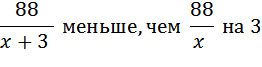 88/(x + 3) меньше, чем 88/x на 3